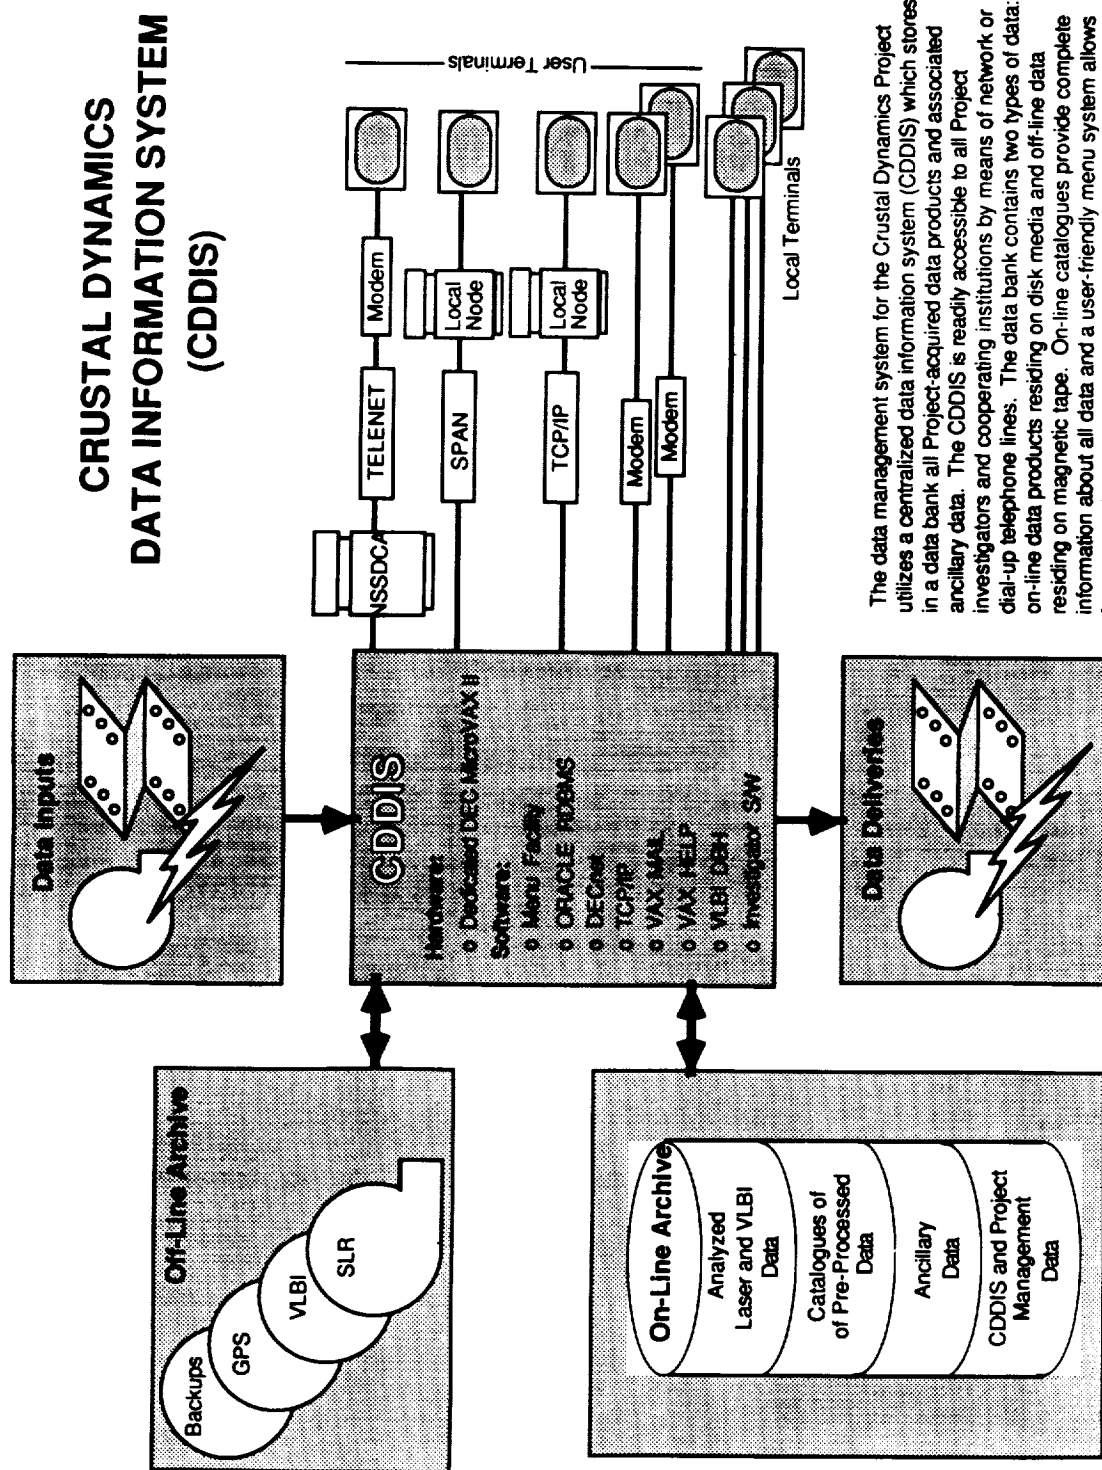 CRUSTAL DYNAMICS
DATA INFORMATION SYSTEM
(CDDIS)
Off-Line Archive
Backups
GPS
VLBI
SLR
Data Inputs
CDDIS
Hardware:
o Dedicated DEC MicroVAX II
Software:
o Menu Facility
o ORACLE RDBMS
o DECnet
o TCP/IP
o VAX MAIL
o VAX HELP
o VLBI DBH
o Investigator S/W
NSSDCA
TELENET
Modem
SPAN
Local
Node
TCP/IP
Local
Node
Modem
Modem
User Terminals
Local Terminals
On-Line Archive
Analyzed
Laser and VLBI
Data
Catalogues of
of Pre-Processed
Data
Ancillary
Data
CDDIS and Project
Management
Data
Data Deliveries
The data management system for the Crustal Dynamics Project
utilizes a centralized data information system (CDDIS) which stores
in a data bank all Project-acquired data products and associated
ancillary data. The CDDIS is readily accessible to all Project
investigators and cooperating institutions by means of network or
dial-up telephone lines. The data bank contains two types of data:
on-line data products residing on disk media and off-line data
residing on magnetic tape. On-line catalogues provide complete
information about all data and a user-friendly menu system allows